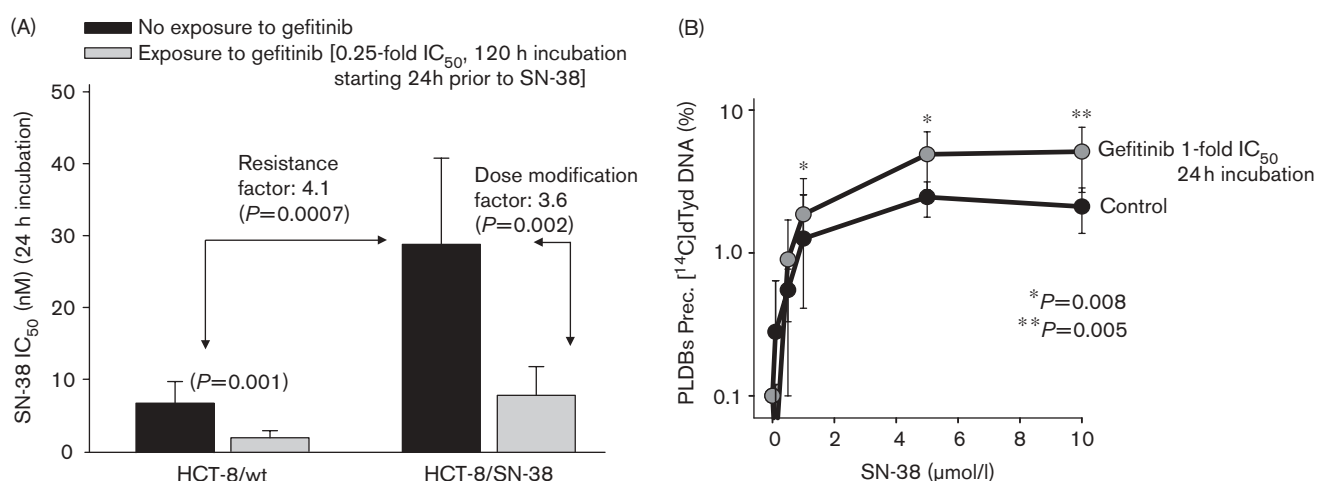 (A)
No exposure to gefitinib
Exposure to gefitinib [0.25-fold IC50, 120 h incubation
starting 24h prior to SN-38]
SN-38 IC50 (nM) (24 h incubation)
50
40
30
20
10
0
Resistance
factor: 4.1
(P=0.0007)
Dose modification
factor: 3.6
(P=0.002)
(P=0.001)
HCT-8/wt
HCT-8/SN-38
(B)
PLDBs Prec. [14C]dTyd DNA (%)
10
1.0
0.1
*
*
**
Gefitinib 1-fold IC50
24h incubation
Control
*P=0.008
**P=0.005
0
2
4
6
8
10
SN-38 (µmol/l)